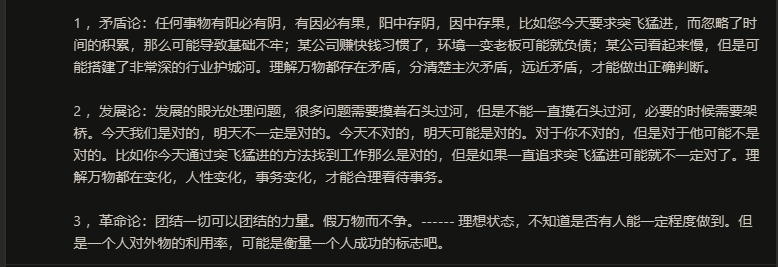 1 ，矛盾论：任何事物有阳必有阴，有因必有果，阳中存阴，因中存果，比如您今天要求突飞猛进，而忽略了时
间的积累，那么可能导致基础不牢；某公司赚快钱习惯了，环境一变老板可能就负债；某公司看起来慢，但是可
能搭建了非常深的行业护城河。理解万物都存在矛盾，分清楚主次矛盾，远近矛盾，才能做出正确判断。
2 ，发展论：发展的眼光处理问题，很多问题需要摸着石头过河，但是不能一直摸石头过河，必要的时候需要架
桥。今天我们是对的，明天不一定是对的。今天不对的，明天可能是对的。对于你不对的，但是对于他可能不是
对的。比如你今天通过突飞猛进的方法找到工作那么是对的，但是如果一直追求突飞猛进可能就不一定对了。理
解万物都在变化，人性变化，事务变化，才能合理看待事务。
3 ，革命论：团结一切可以团结的力量。假万物而不争。------ 理想状态，不知道是否有人能一定程度做到。但
是一个人对外物的利用率，可能是衡量一个人成功的标志吧。